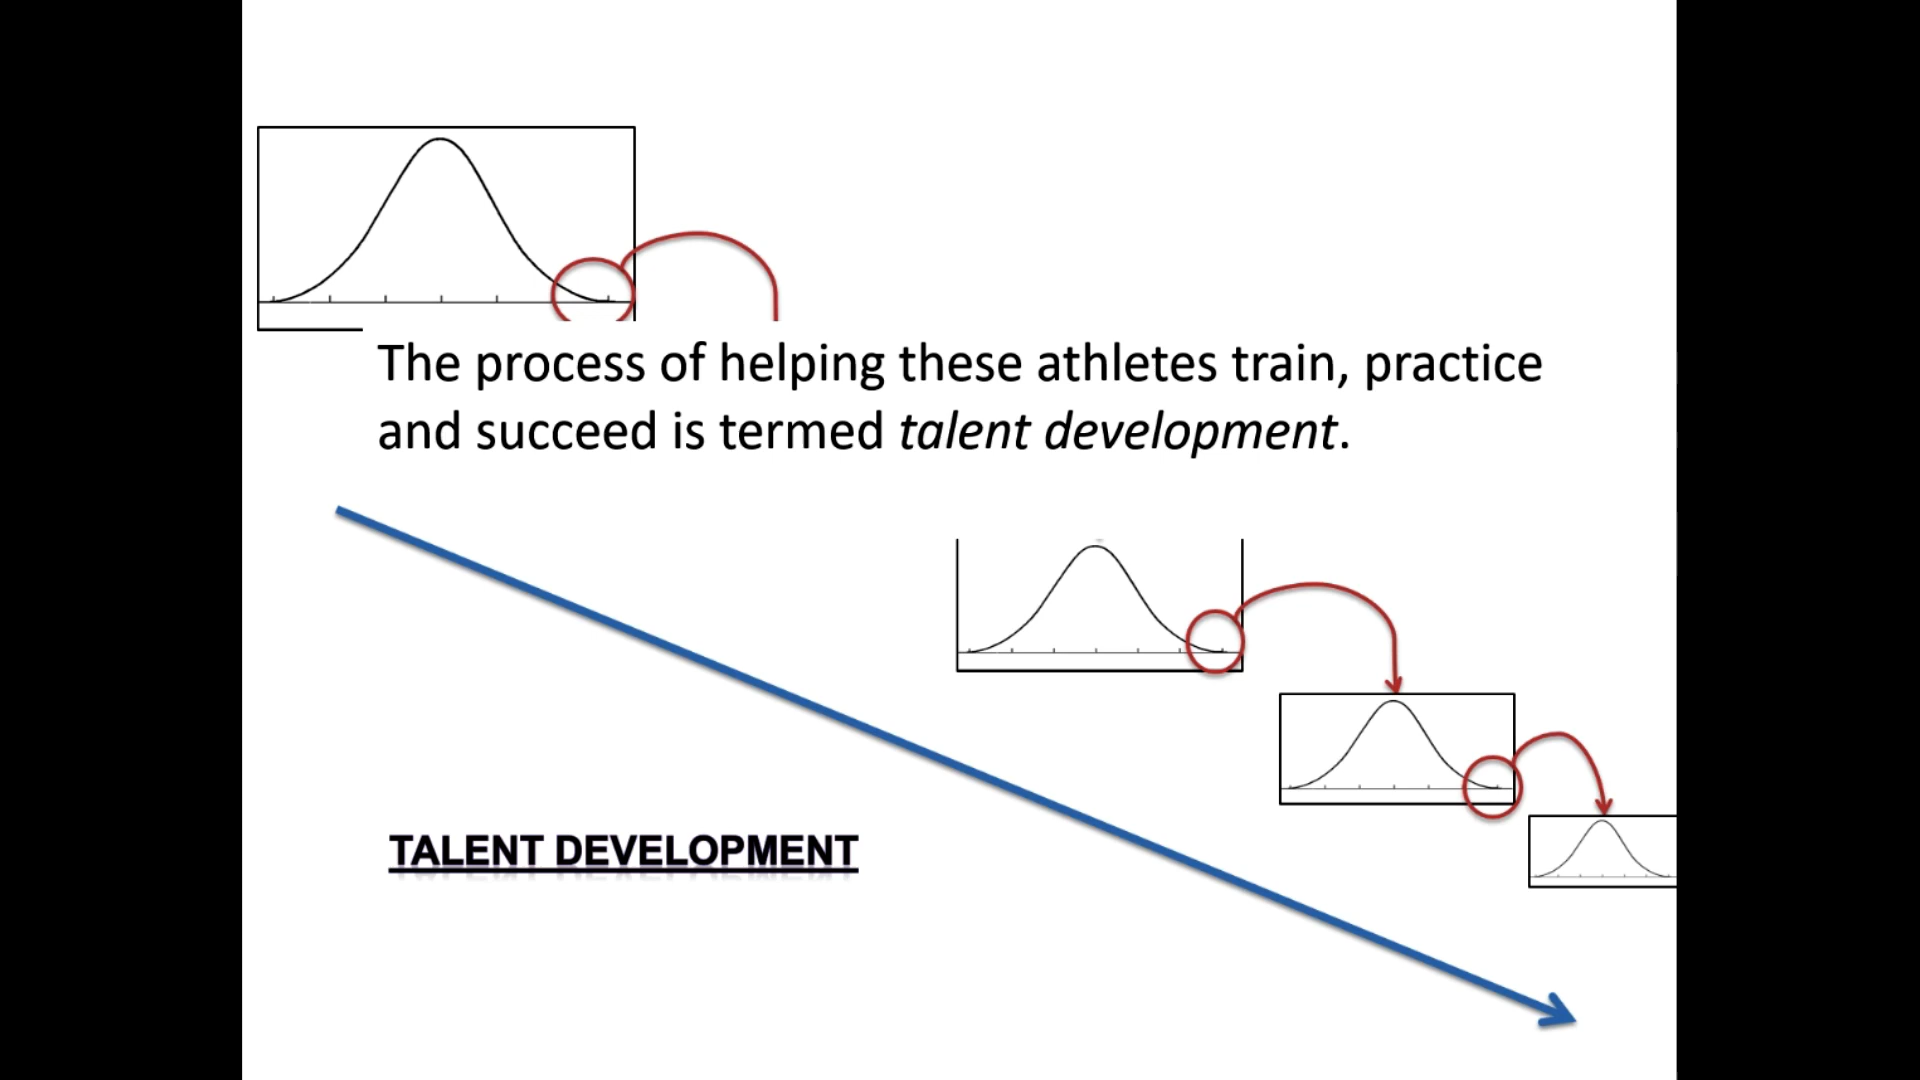 The process of helping these athletes train, practice
and succeed is termed talent development.
TALENT DEVELOPMENT